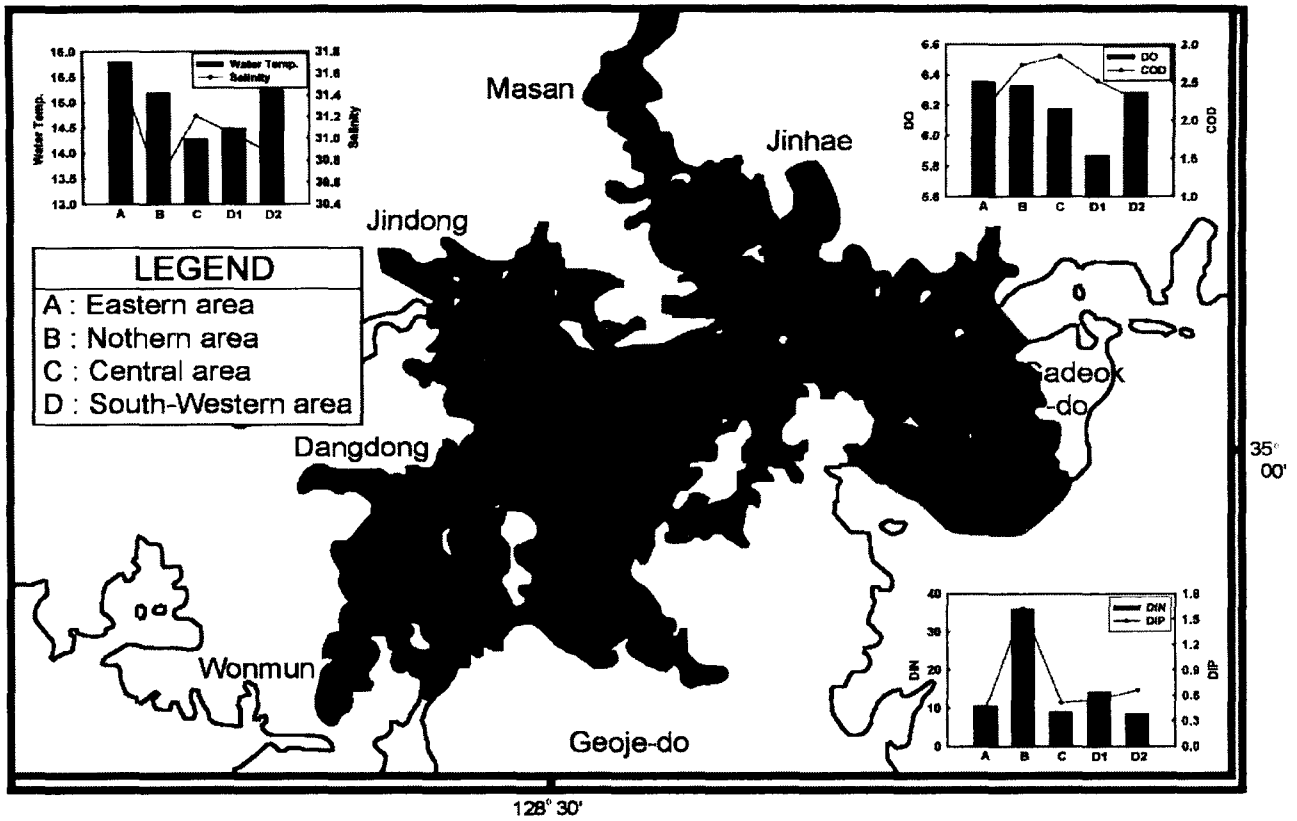 Masan
Jinhae
Jindong
Gadeok
-do
Dangdong
Wonmun
Geoje-do
35°
00'
128° 30'
LEGEND
A : Eastern area
B : Nothern area
C : Central area
D : South-Western area
Water Temp.
Salinity
16.0
15.5
15.0
14.5
14.0
13.5
13.0
31.8
31.6
31.4
31.2
31.0
30.8
30.6
30.4
Water Temp.
Salinity
A B C D1 D2
DO
COD
6.6
6.4
6.2
6.0
5.8
5.6
3.0
2.5
2.0
1.5
1.0
DO
COD
A B C D1 D2
DIN
DIP
40
30
20
10
0
1.8
1.5
1.2
0.9
0.6
0.3
0.0
DIN
DIP
A B C D1 D2